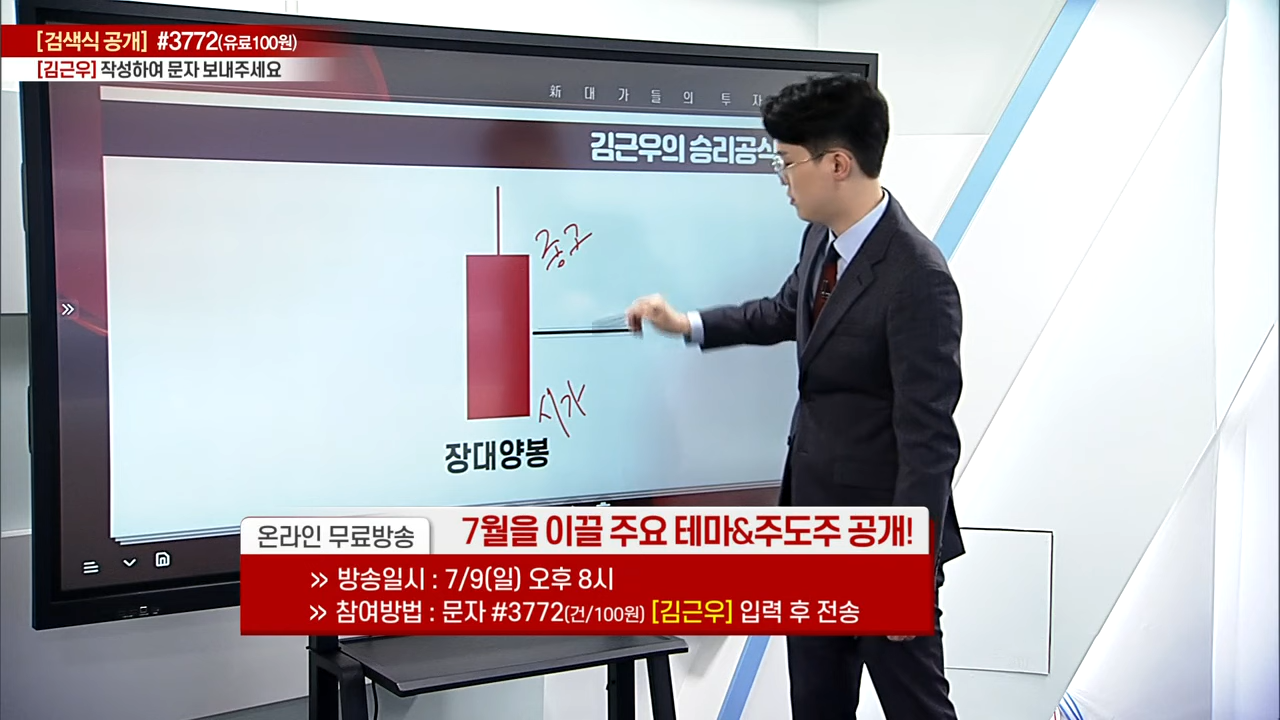 [검색식 공개] #3772(유료100원)
[김근우] 작성하여 문자 보내주세요
新대가들의 투자
김근우의 승리공식
종가
시가
장대양봉
온라인 무료방송
7월을 이끌 주요 테마&주도주 공개!
» 방송일시 : 7/9(일) 오후 8시
» 참여방법 : 문자 #3772(건/100원) [김근우] 입력 후 전송